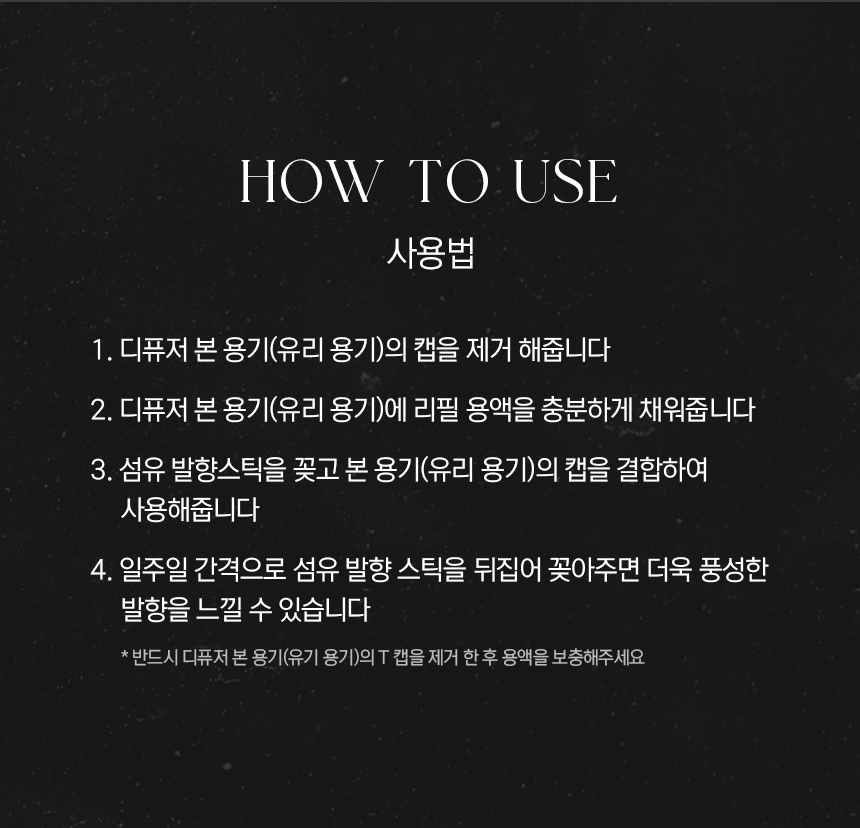 HOW TO USE
사용법
1. 디퓨저 본 용기(유리 용기)의 캡을 제거 해줍니다
2. 디퓨저 본 용기(유리 용기)에 리필 용액을 충분하게 채워줍니다
3. 섬유 발향스틱을 꽂고 본 용기(유리 용기)의 캡을 결합하여
사용해줍니다
4. 일주일 간격으로 섬유 발향 스틱을 뒤집어 꽂아주면 더욱 풍성한
발향을 느낄 수 있습니다
* 반드시 디퓨저 본 용기(유기 용기)의 T 캡을 제거 한 후 용액을 보충해주세요